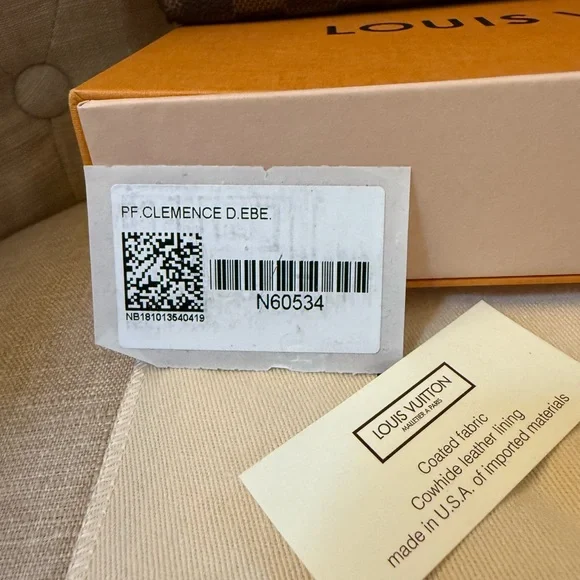 LOUIS V
PF.CLEMENCE D.EBE.
NB181013540419
N60534
LOUIS VUITTON
MALLETIER A PARIS
Coated fabric
Cowhide leather lining
made in U.S.A. of imported materials